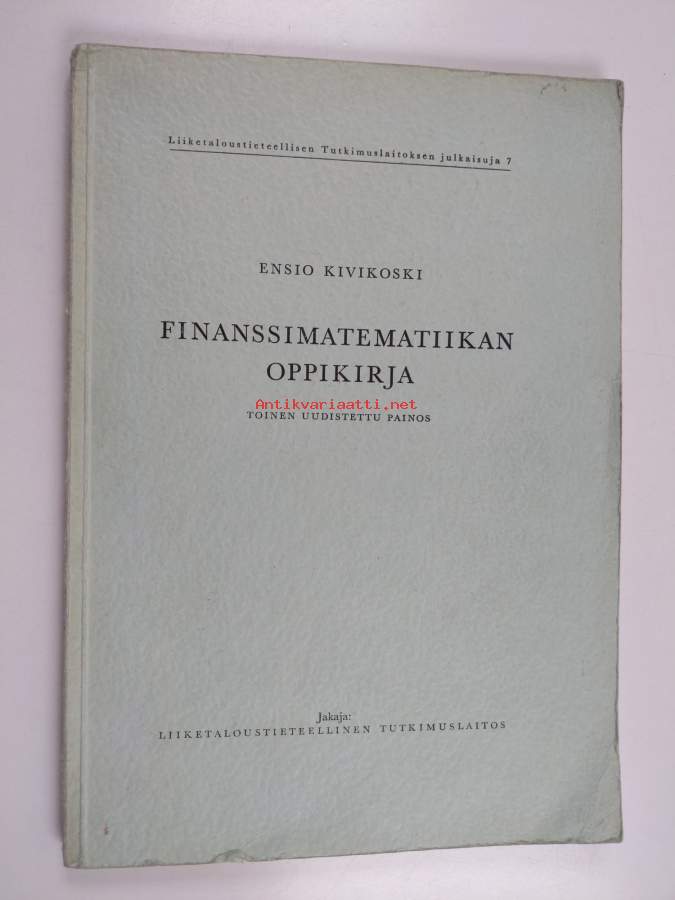 Liiketaloustieteellisen Tutkimuslaitoksen julkaisuja 7
ENSIO KIVIKOSKI
FINANSSIMATEMATIIKAN
OPPIKIRJA
Antikvariaatti.net
TOINEN UUDISTETTU PAINOS
Jakaja:
LIIKETALOUSTIETEELLINEN TUTKIMUSLAITOS